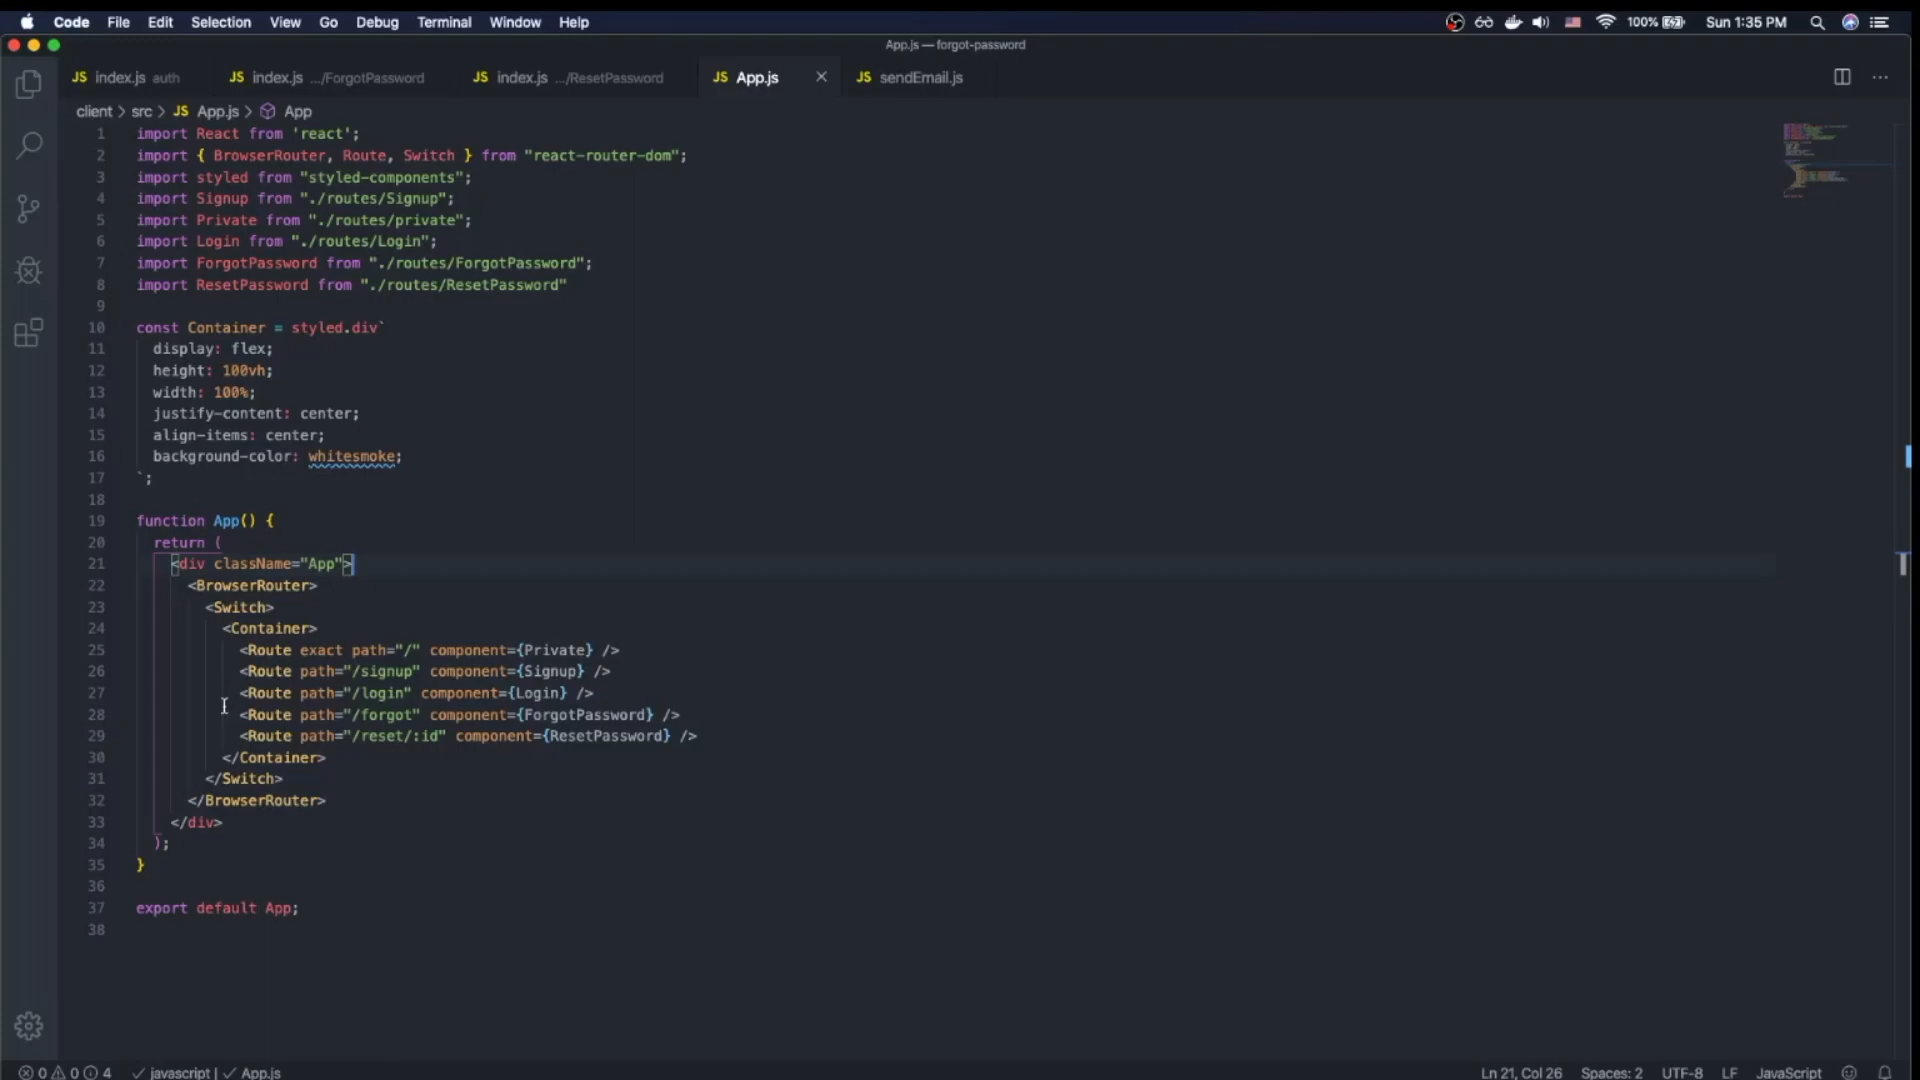 Code File Edit Selection View Go Debug Terminal Window Help 100% Sun 1:35 PM
App.js — forgot-password
JS index.js auth JS index.js .../ForgotPassword JS index.js .../ResetPassword JS App.js × JS sendEmail.js ...
client > src > JS App.js > App
1 import React from 'react';
2 import { BrowserRouter, Route, Switch } from "react-router-dom";
3 import styled from "styled-components";
4 import Signup from "./routes/Signup";
5 import Private from "./routes/private";
6 import Login from "./routes/Login";
7 import ForgotPassword from "./routes/ForgotPassword";
8 import ResetPassword from "./routes/ResetPassword"
9
10 const Container = styled.div`
11 display: flex;
12 height: 100vh;
13 width: 100%;
14 justify-content: center;
15 align-items: center;
16 background-color: whitesmoke;
17 `;
18
19 function App() {
20 return (
21 <div className="App">
22 <BrowserRouter>
23 <Switch>
24 <Container>
25 <Route exact path="/" component={Private} />
26 <Route path="/signup" component={Signup} />
27 <Route path="/login" component={Login} />
28 <Route path="/forgot" component={ForgotPassword} />
29 <Route path="/reset/:id" component={ResetPassword} />
30 </Container>
31 </Switch>
32 </BrowserRouter>
33 </div>
34 );
35 }
36
37 export default App;
38
0 0 4 ✓ javascript | ✓ App.js Ln 21, Col 26 Spaces: 2 UTF-8 LF JavaScript